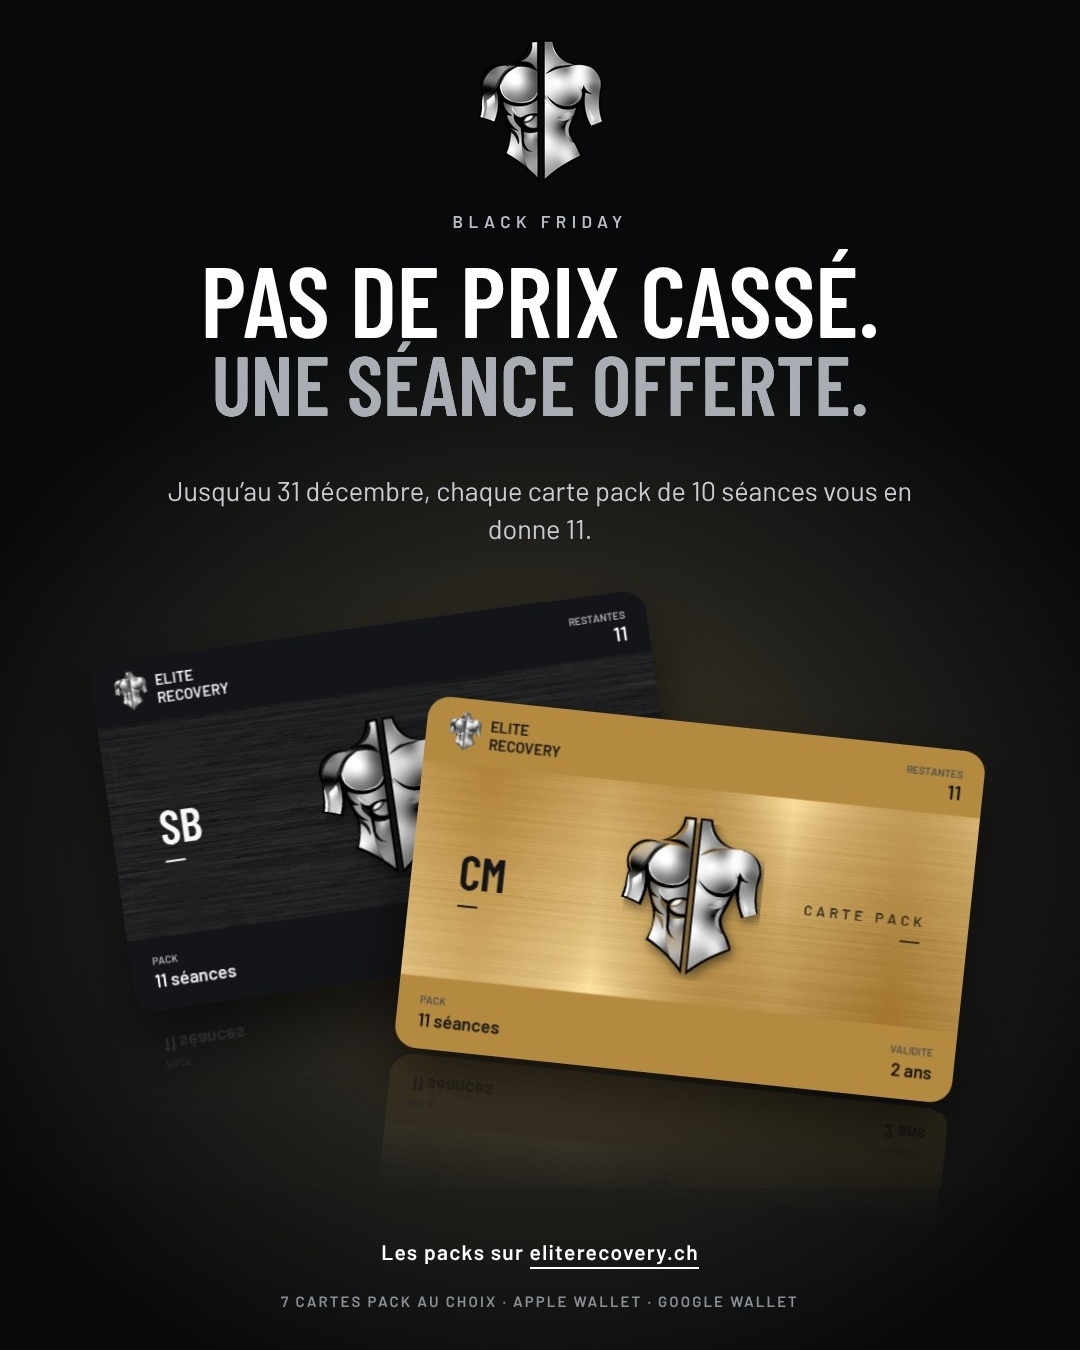 BLACK FRIDAY
PAS DE PRIX CASSÉ.
UNE SÉANCE OFFERTE.
Jusqu’au 31 décembre, chaque carte pack de 10 séances vous en
donne 11.
ELITE
RECOVERY
RESTANTES
11
SB
PACK
11 séances
ELITE
RECOVERY
RESTANTES
11
CM
CARTE PACK
PACK
11 séances
VALIDITÉ
2 ans
Les packs sur eliterecovery.ch
7 CARTES PACK AU CHOIX · APPLE WALLET · GOOGLE WALLET